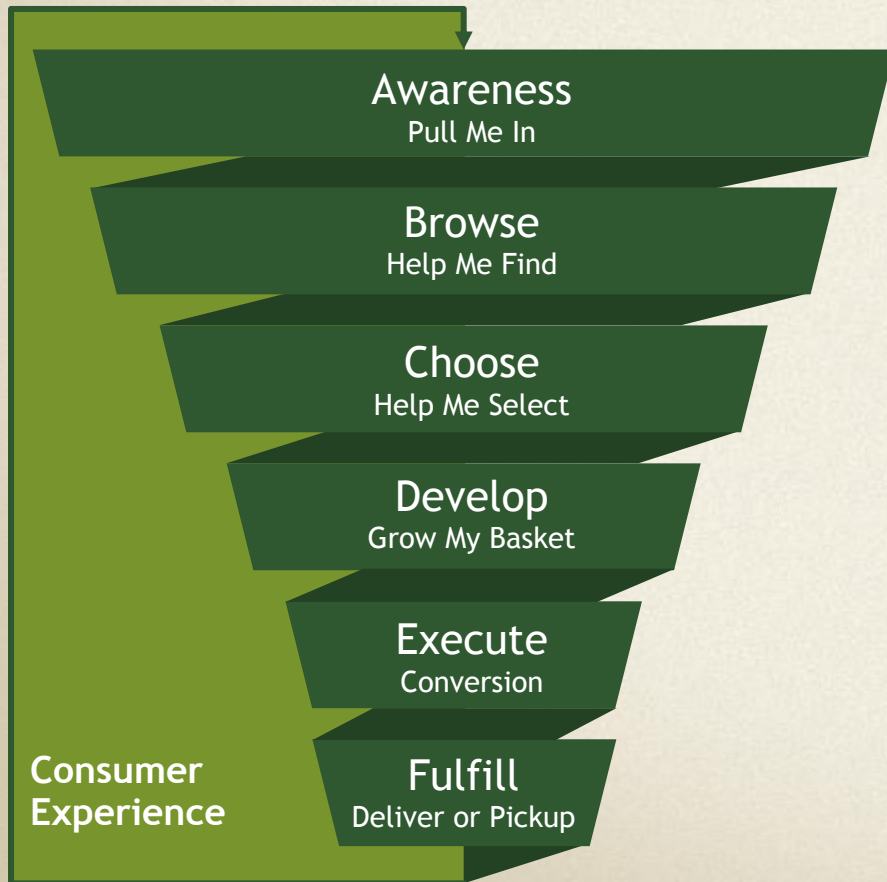 Awareness
Pull Me In
Browse
Help Me Find
Choose
Help Me Select
Develop
Grow My Basket
Execute
Conversion
Fulfill
Deliver or Pickup
Consumer
Experience